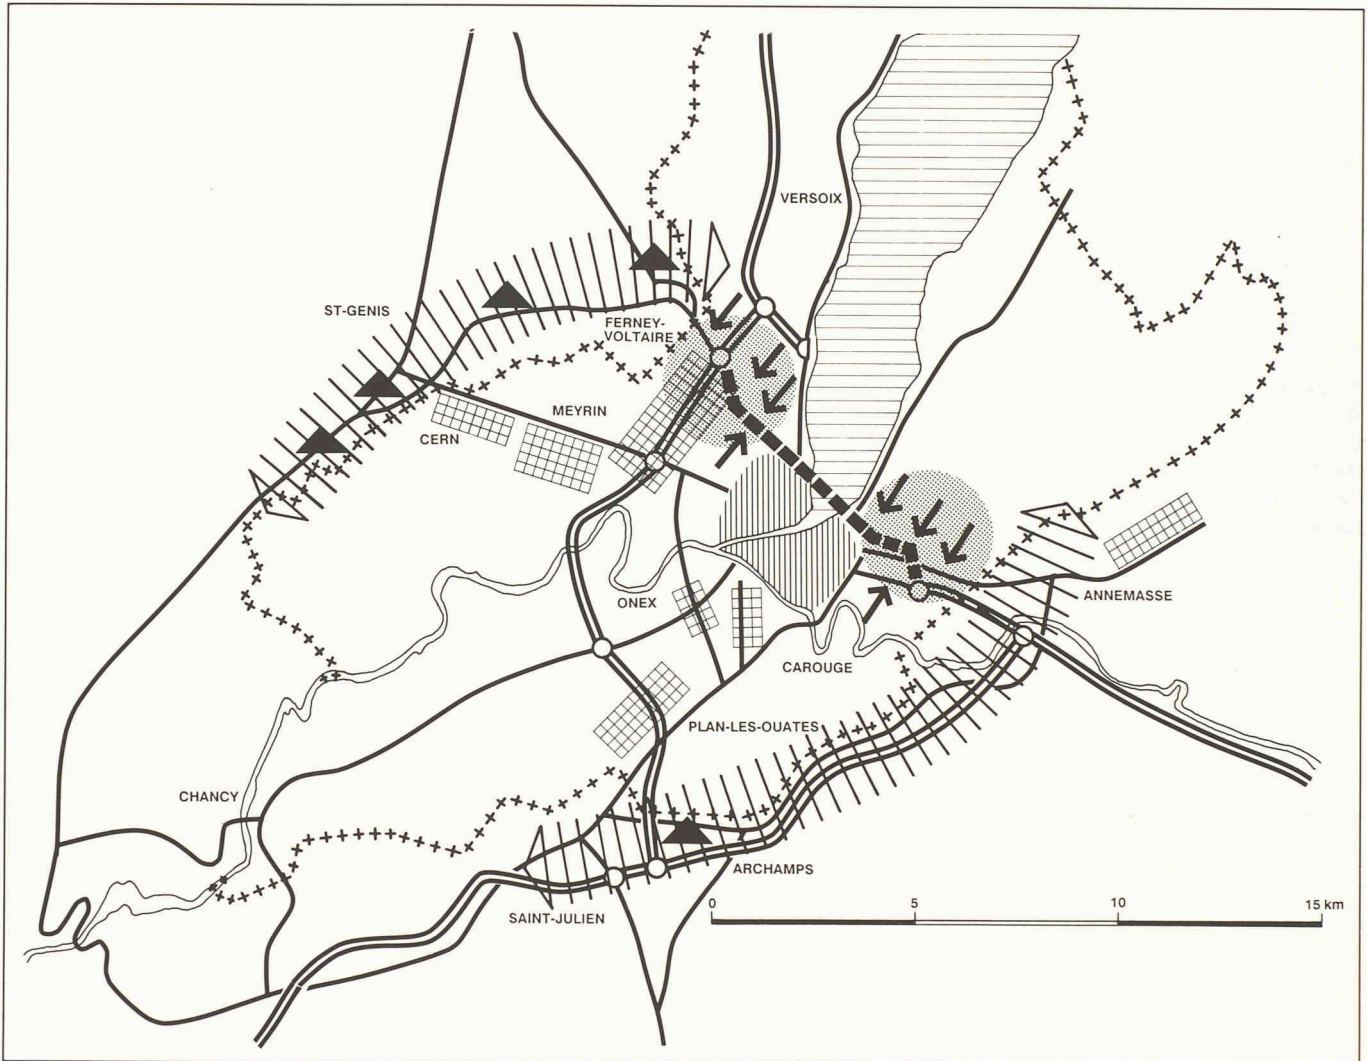 VERSOIX
ST-GENIS
FERNEY-
VOLTAIRE
MEYRIN
CERN
ONEX
ANNEMASSE
CAROUGE
PLAN-LES-OUATES
CHANCY
ARCHAMPS
SAINT-JULIEN
0 5 10 15 km